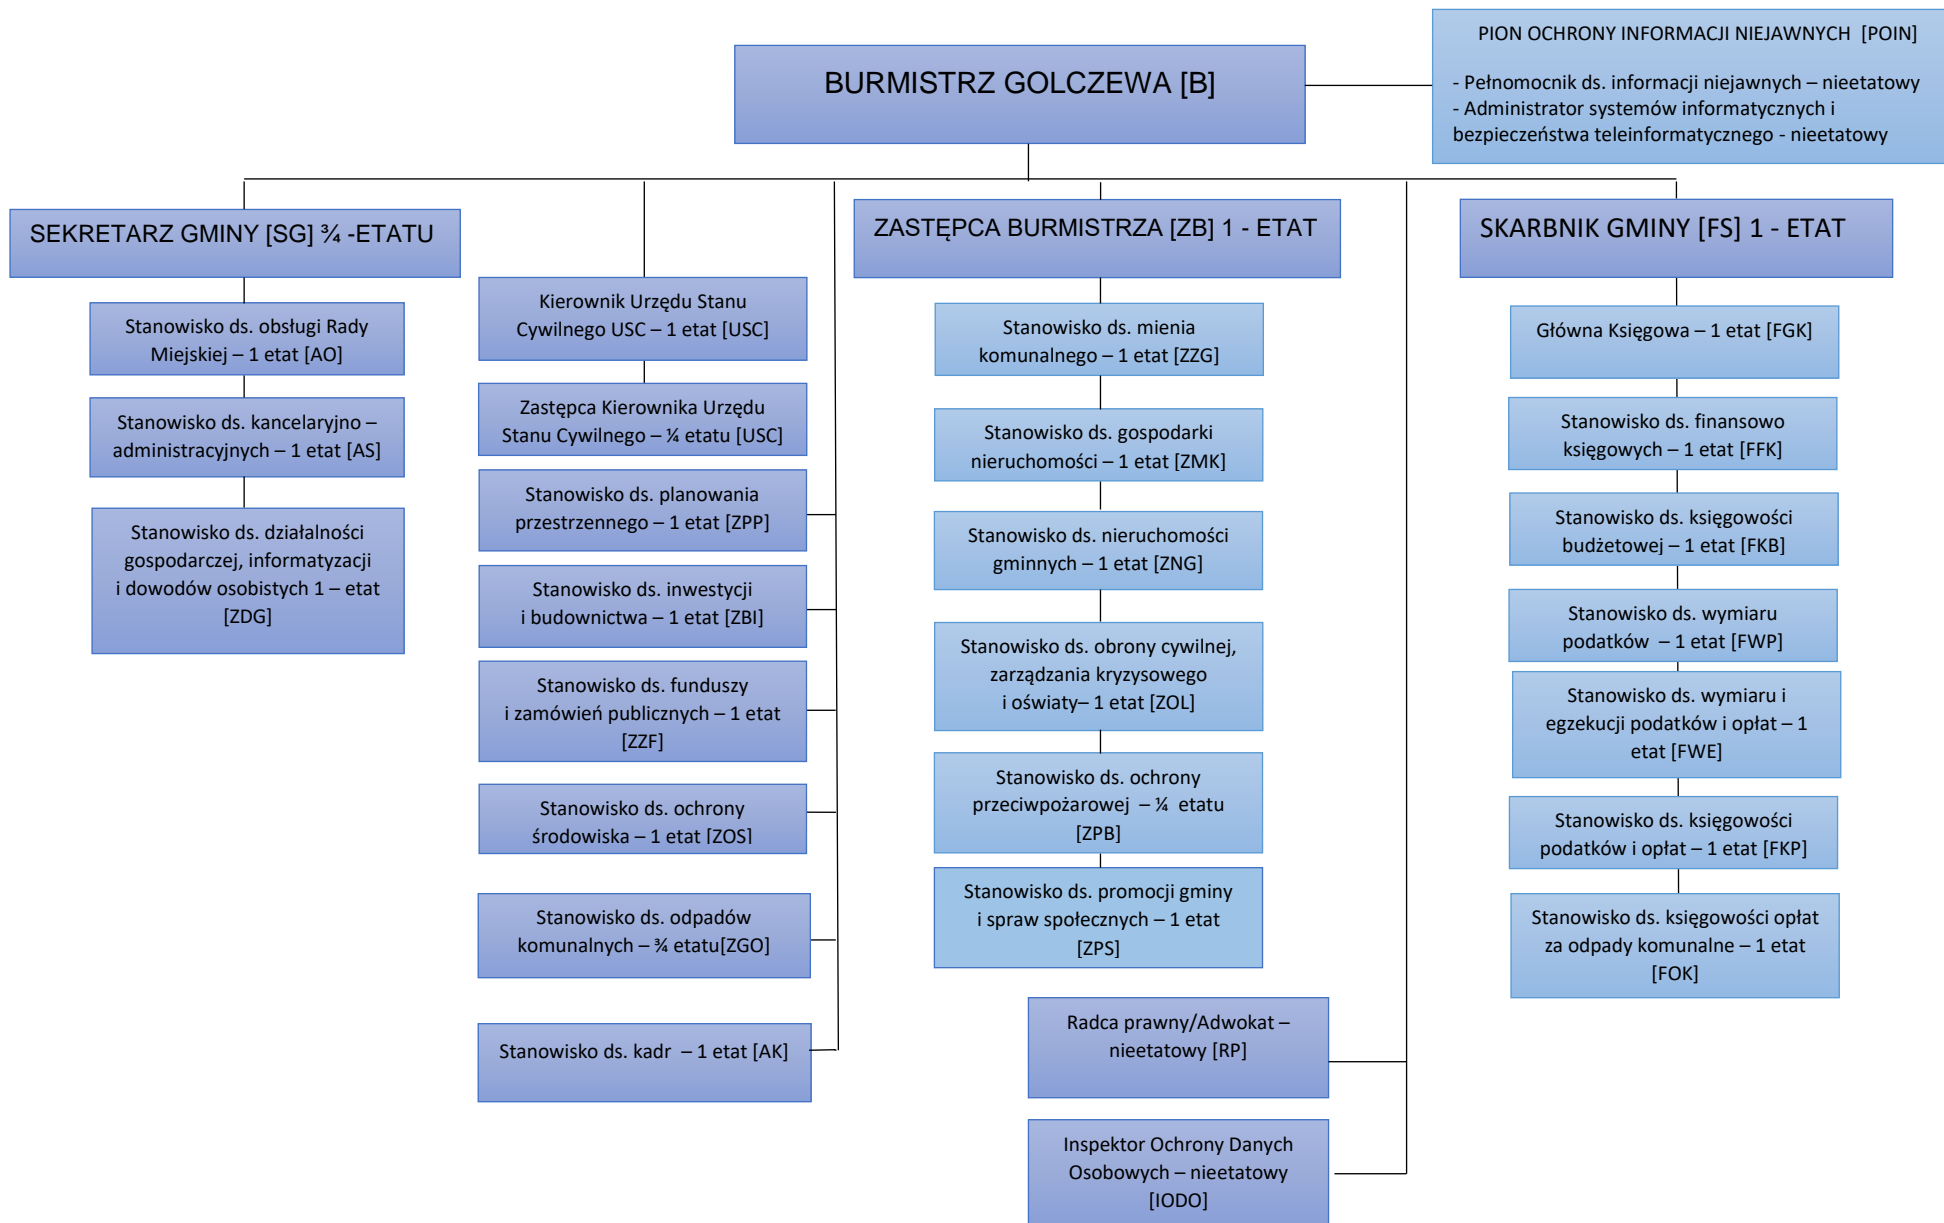 BURMISTRZ GOLCZEWA [B]
PION OCHRONY INFORMACJI NIEJAWNYCH [POIN]
- Pełnomocnik ds. informacji niejawnych – nieetatowy
- Administrator systemów informatycznych i
bezpieczeństwa teleinformatycznego - nieetatowy
SEKRETARZ GMINY [SG] ¾ -ETATU
Stanowisko ds. obsługi Rady
Miejskiej – 1 etat [AO]
Stanowisko ds. kancelaryjno –
administracyjnych – 1 etat [AS]
Stanowisko ds. działalności
gospodarczej, informatyzacji
i dowodów osobistych 1 – etat
[ZDG]
Kierownik Urzędu Stanu
Cywilnego USC – 1 etat [USC]
Zastępca Kierownika Urzędu
Stanu Cywilnego – ¼ etatu [USC]
Stanowisko ds. planowania
przestrzennego – 1 etat [ZPP]
Stanowisko ds. inwestycji
i budownictwa – 1 etat [ZBI]
Stanowisko ds. funduszy
i zamówień publicznych – 1 etat
[ZZF]
Stanowisko ds. ochrony
środowiska – 1 etat [ZOS]
Stanowisko ds. odpadów
komunalnych – ¾ etatu[ZGO]
Stanowisko ds. kadr – 1 etat [AK]
ZASTĘPCA BURMISTRZA [ZB] 1 - ETAT
Stanowisko ds. mienia
komunalnego – 1 etat [ZZG]
Stanowisko ds. gospodarki
nieruchomości – 1 etat [ZMK]
Stanowisko ds. nieruchomości
gminnych – 1 etat [ZNG]
Stanowisko ds. obrony cywilnej,
zarządzania kryzysowego
i oświaty– 1 etat [ZOL]
Stanowisko ds. ochrony
przeciwpożarowej – ¼ etatu
[ZPB]
Stanowisko ds. promocji gminy
i spraw społecznych – 1 etat
[ZPS]
Radca prawny/Adwokat –
nieetatowy [RP]
Inspektor Ochrony Danych
Osobowych – nieetatowy
[IODO]
SKARBNIK GMINY [FS] 1 - ETAT
Główna Księgowa – 1 etat [FGK]
Stanowisko ds. finansowo
księgowych – 1 etat [FFK]
Stanowisko ds. księgowości
budżetowej – 1 etat [FKB]
Stanowisko ds. wymiaru
podatków – 1 etat [FWP]
Stanowisko ds. wymiaru i
egzekucji podatków i opłat – 1
etat [FWE]
Stanowisko ds. księgowości
podatków i opłat – 1 etat [FKP]
Stanowisko ds. księgowości opłat
za odpady komunalne – 1 etat
[FOK]